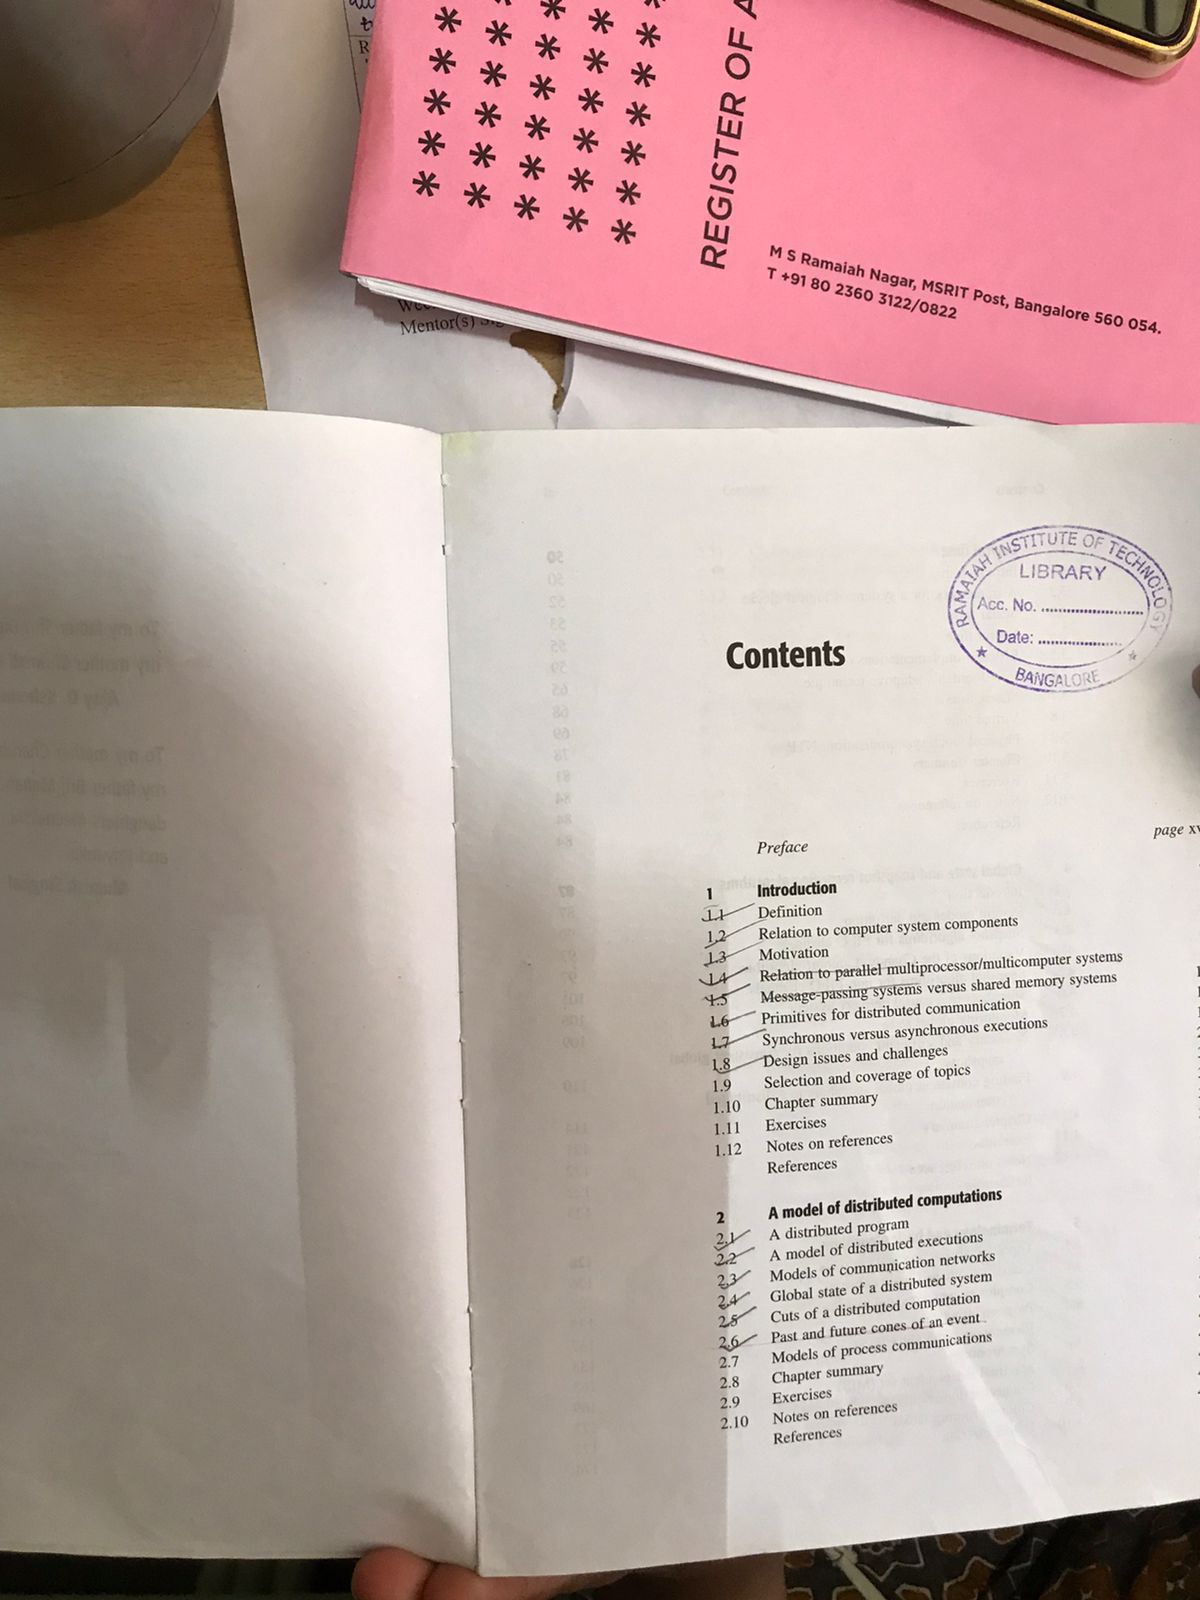 REGISTER OF A
M S Ramaiah Nagar, MSRIT Post, Bangalore 560 054.
T +91 80 2360 3122/0822
Mentor(s)
RAMAIAH INSTITUTE OF TECHNOLOGY
LIBRARY
Acc. No. ........................
Date: ....................
BANGALORE
Contents
Preface
page xv
1 Introduction
1.1 Definition
1.2 Relation to computer system components
1.3 Motivation
1.4 Relation to parallel multiprocessor/multicomputer systems
1.5 Message-passing systems versus shared memory systems
1.6 Primitives for distributed communication
1.7 Synchronous versus asynchronous executions
1.8 Design issues and challenges
1.9 Selection and coverage of topics
1.10 Chapter summary
1.11 Exercises
1.12 Notes on references
References
2 A model of distributed computations
2.1 A distributed program
2.2 A model of distributed executions
2.3 Models of communication networks
2.4 Global state of a distributed system
2.5 Cuts of a distributed computation
2.6 Past and future cones of an event
2.7 Models of process communications
2.8 Chapter summary
2.9 Exercises
2.10 Notes on references
References